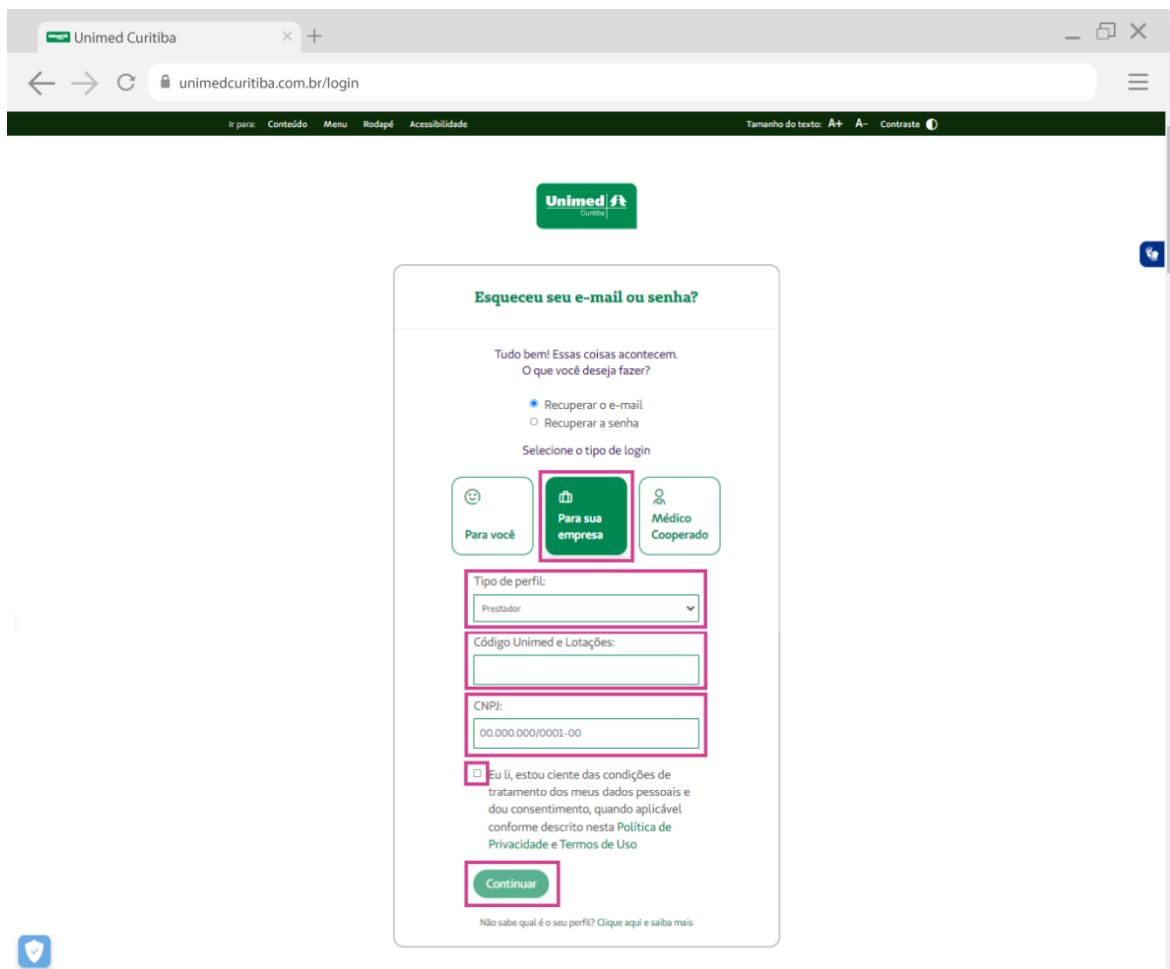 Unimed Curitiba
unimedcuritiba.com.br/login
Ir para: Conteúdo Menu Rodapé Acessibilidade Tamanho do texto: A+ A- Contraste
Unimed
Curitiba
Esqueceu seu e-mail ou senha?
Tudo bem! Essas coisas acontecem.
O que você deseja fazer?
Recuperar o e-mail
Recuperar a senha
Selecione o tipo de login
Para você
Para sua
empresa
Médico
Cooperado
Tipo de perfil:
Prestador
Código Unimed e Lotações:
CNPJ:
00.000.000/0001-00
Eu li, estou ciente das condições de
tratamento dos meus dados pessoais e
dou consentimento, quando aplicável
conforme descrito nesta Política de
Privacidade e Termos de Uso
Continuar
Não sabe qual é o seu perfil? Clique aqui e saiba mais